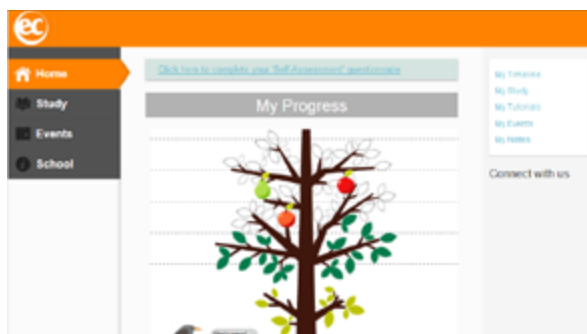 ec
Home
Study
Events
School
Click here to complete your 'Self-Assessment' questionnaire
My Progress
My Timeline
My Study
My Tutorials
My Events
My Notes
Connect with us